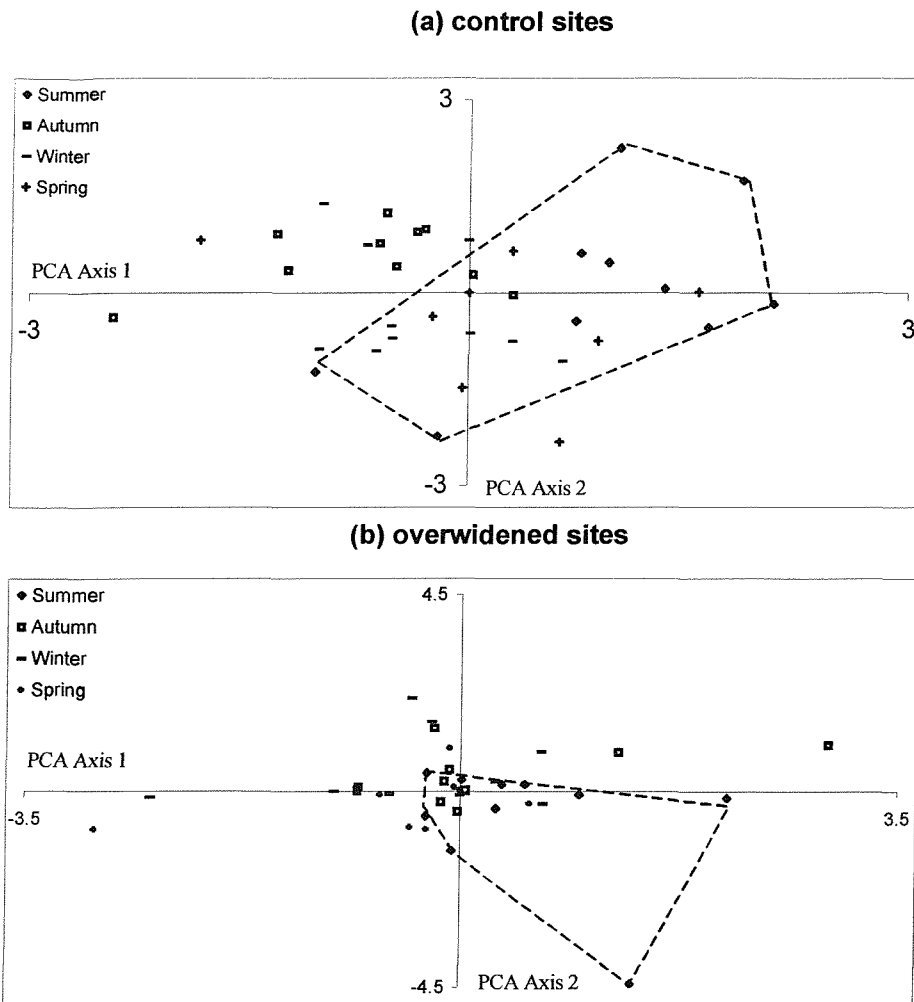 (a) control sites
Summer
Autumn
Winter
Spring
3
PCA Axis 1
-3
3
-3
PCA Axis 2
(b) overwidened sites
Summer
Autumn
Winter
Spring
4.5
PCA Axis 1
-3.5
3.5
-4.5
PCA Axis 2